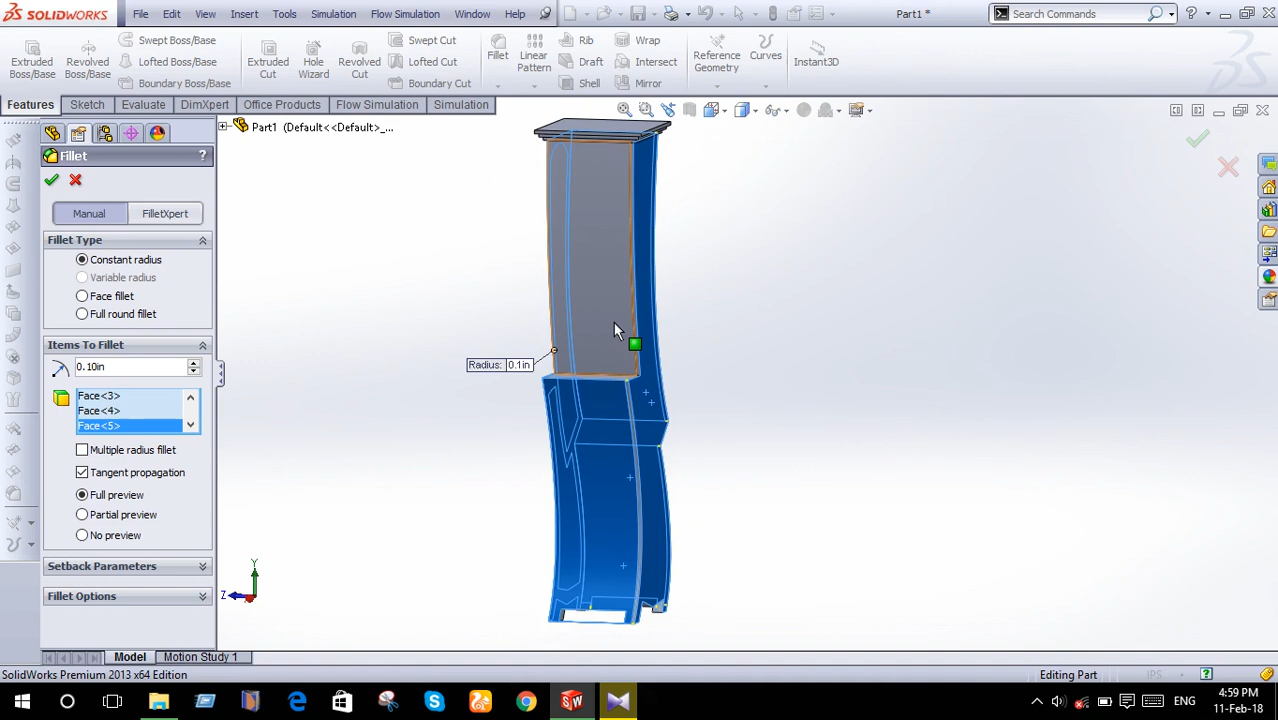 SOLIDWORKS File Edit View Insert Tools Simulation Flow Simulation Window Help Part1 * Search Commands
Extruded Boss/Base Revolved Boss/Base Swept Boss/Base Lofted Boss/Base Boundary Boss/Base Extruded Cut Hole Wizard Revolved Cut Swept Cut Lofted Cut Boundary Cut Fillet Linear Pattern Rib Draft Shell Wrap Intersect Mirror Reference Geometry Curves Instant3D
Features Sketch Evaluate DimXpert Office Products Flow Simulation Simulation
Part1 (Default<<Default>_...
Fillet ?
Manual FilletXpert
Fillet Type
Constant radius
Variable radius
Face fillet
Full round fillet
Items To Fillet
0.10in
Face<3>
Face<4>
Face<5>
Multiple radius fillet
Tangent propagation
Full preview
Partial preview
No preview
Setback Parameters
Fillet Options
Radius: 0.1in
Y
Z
Model Motion Study 1
SolidWorks Premium 2013 x64 Edition Editing Part IPS
ENG 4:59 PM
11-Feb-18